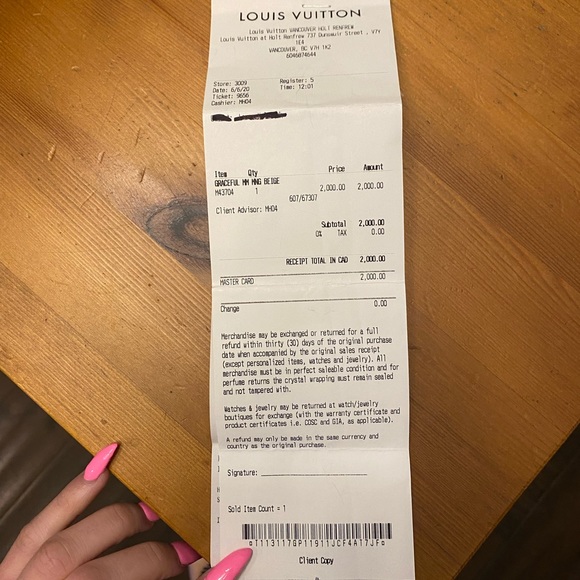 LOUIS VUITTON
Louis Vuitton VANCOUVER HOLT RENFREW
Louis Vuitton at Holt Renfrew 737 Dunsmuir Street , V7Y
1E4
VANCOUVER, BC V7H 1K2
6046874644
Store: 3009 Register: 5
Date: 6/6/20 Time: 12:01
Ticket: 9656
Cashier: MH04
Item Qty Price Amount
GRACEFUL MM MNG BEIGE
M43704 1 2,000.00 2,000.00
607/67307
Client Advisor: MH04
Subtotal 2,000.00
0% TAX 0.00
RECEIPT TOTAL IN CAD 2,000.00
MASTER CARD 2,000.00
Change 0.00
Merchandise may be exchanged or returned for a full
refund within thirty (30) days of the original purchase
date when accompanied by the original sales receipt
(except personalized items, watches and jewelry). All
merchandise must be in perfect saleable condition and for
perfume returns the crystal wrapping must remain sealed
and not tampered with.
Watches & jewelry may be returned at watch/jewelry
boutiques for exchange (with the warranty certificate and
product certificates i.e. COSC and GIA, as applicable).
A refund may only be made in the same currency and
country as the original purchase.
Signature:
Sold Item Count = 1
Client Copy